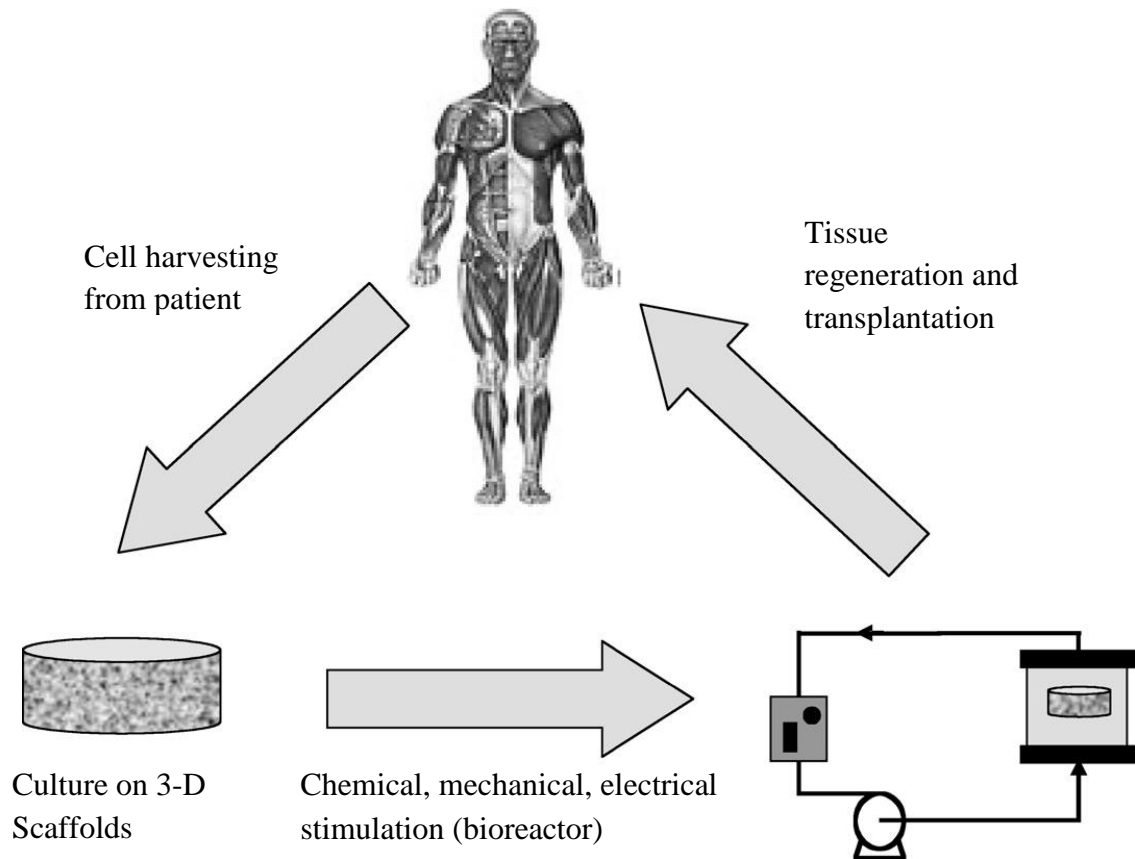 Cell harvesting
from patient
Tissue
regeneration and
transplantation
Culture on 3-D
Scaffolds
Chemical, mechanical, electrical
stimulation (bioreactor)